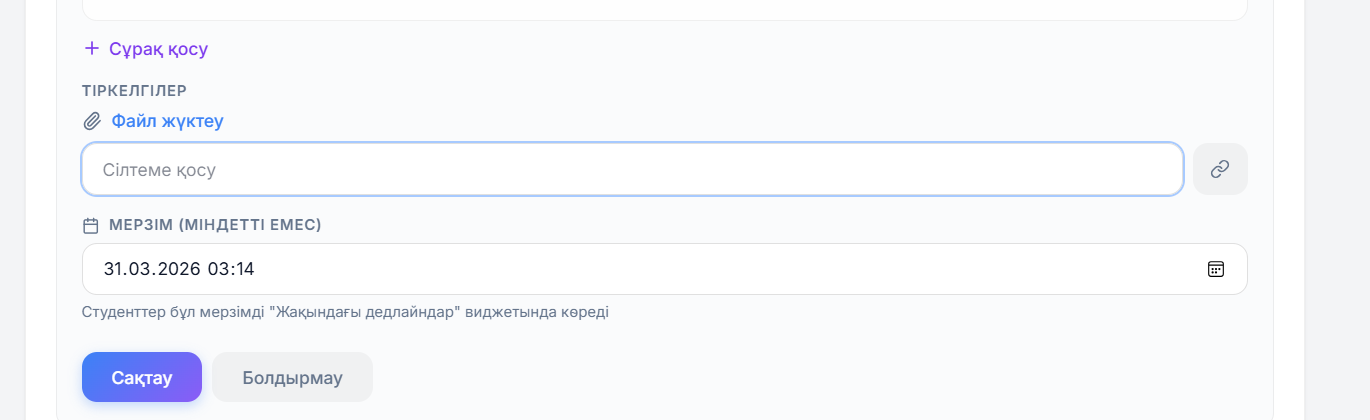 Сұрақ қосу
ТІРКЕЛГІЛЕР
Файл жүктеу
Сілтеме қосу
МЕРЗІМ (МІНДЕТТІ ЕМЕС)
31.03.2026 03:14
Студенттер бұл мерзімді "Жақындағы дедлайндар" виджетында көреді
Сақтау Болдырмау